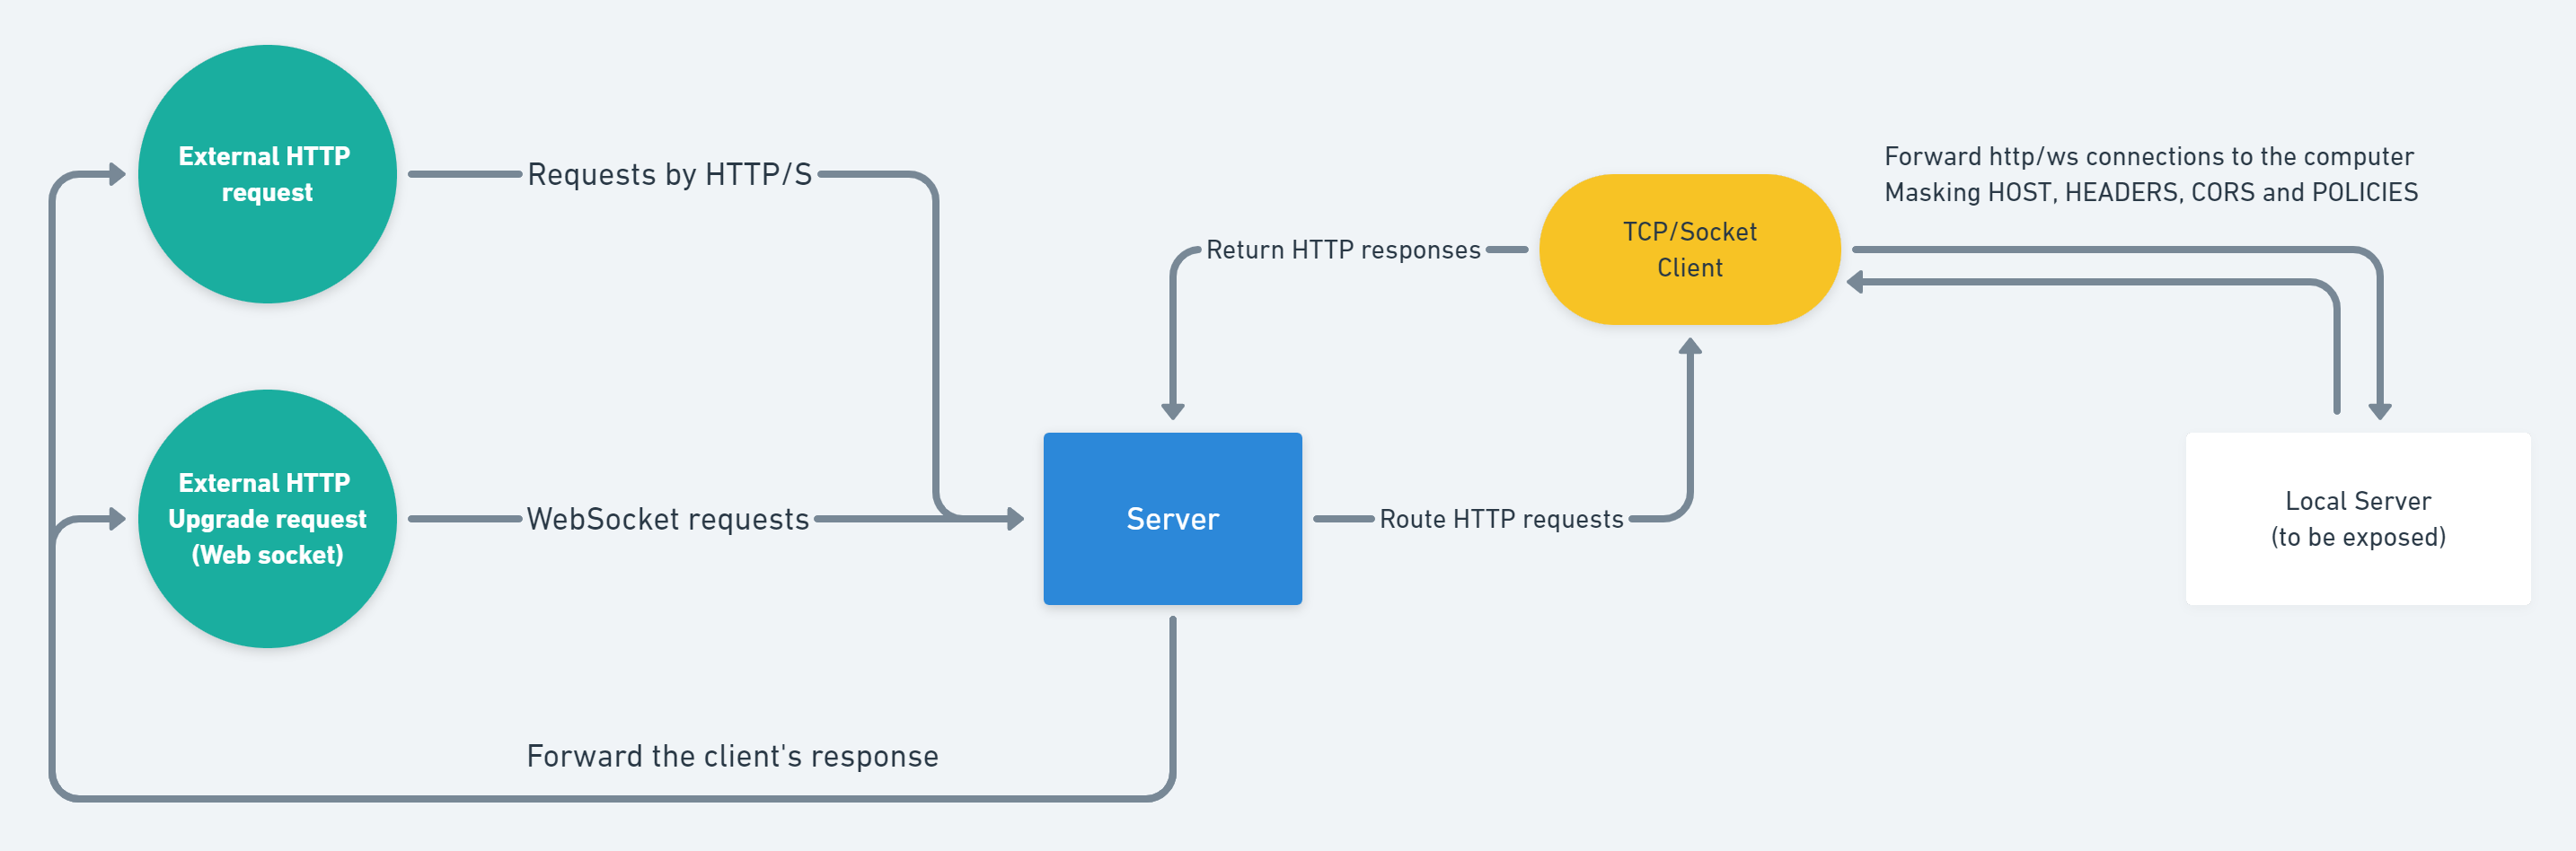 External HTTP
request
Requests by HTTP/S
Forward http/ws connections to the computer
Masking HOST, HEADERS, CORS and POLICIES
TCP/Socket
Client
Return HTTP responses
External HTTP
Upgrade request
(Web socket)
WebSocket requests
Server
Route HTTP requests
Local Server
(to be exposed)
Forward the client's response